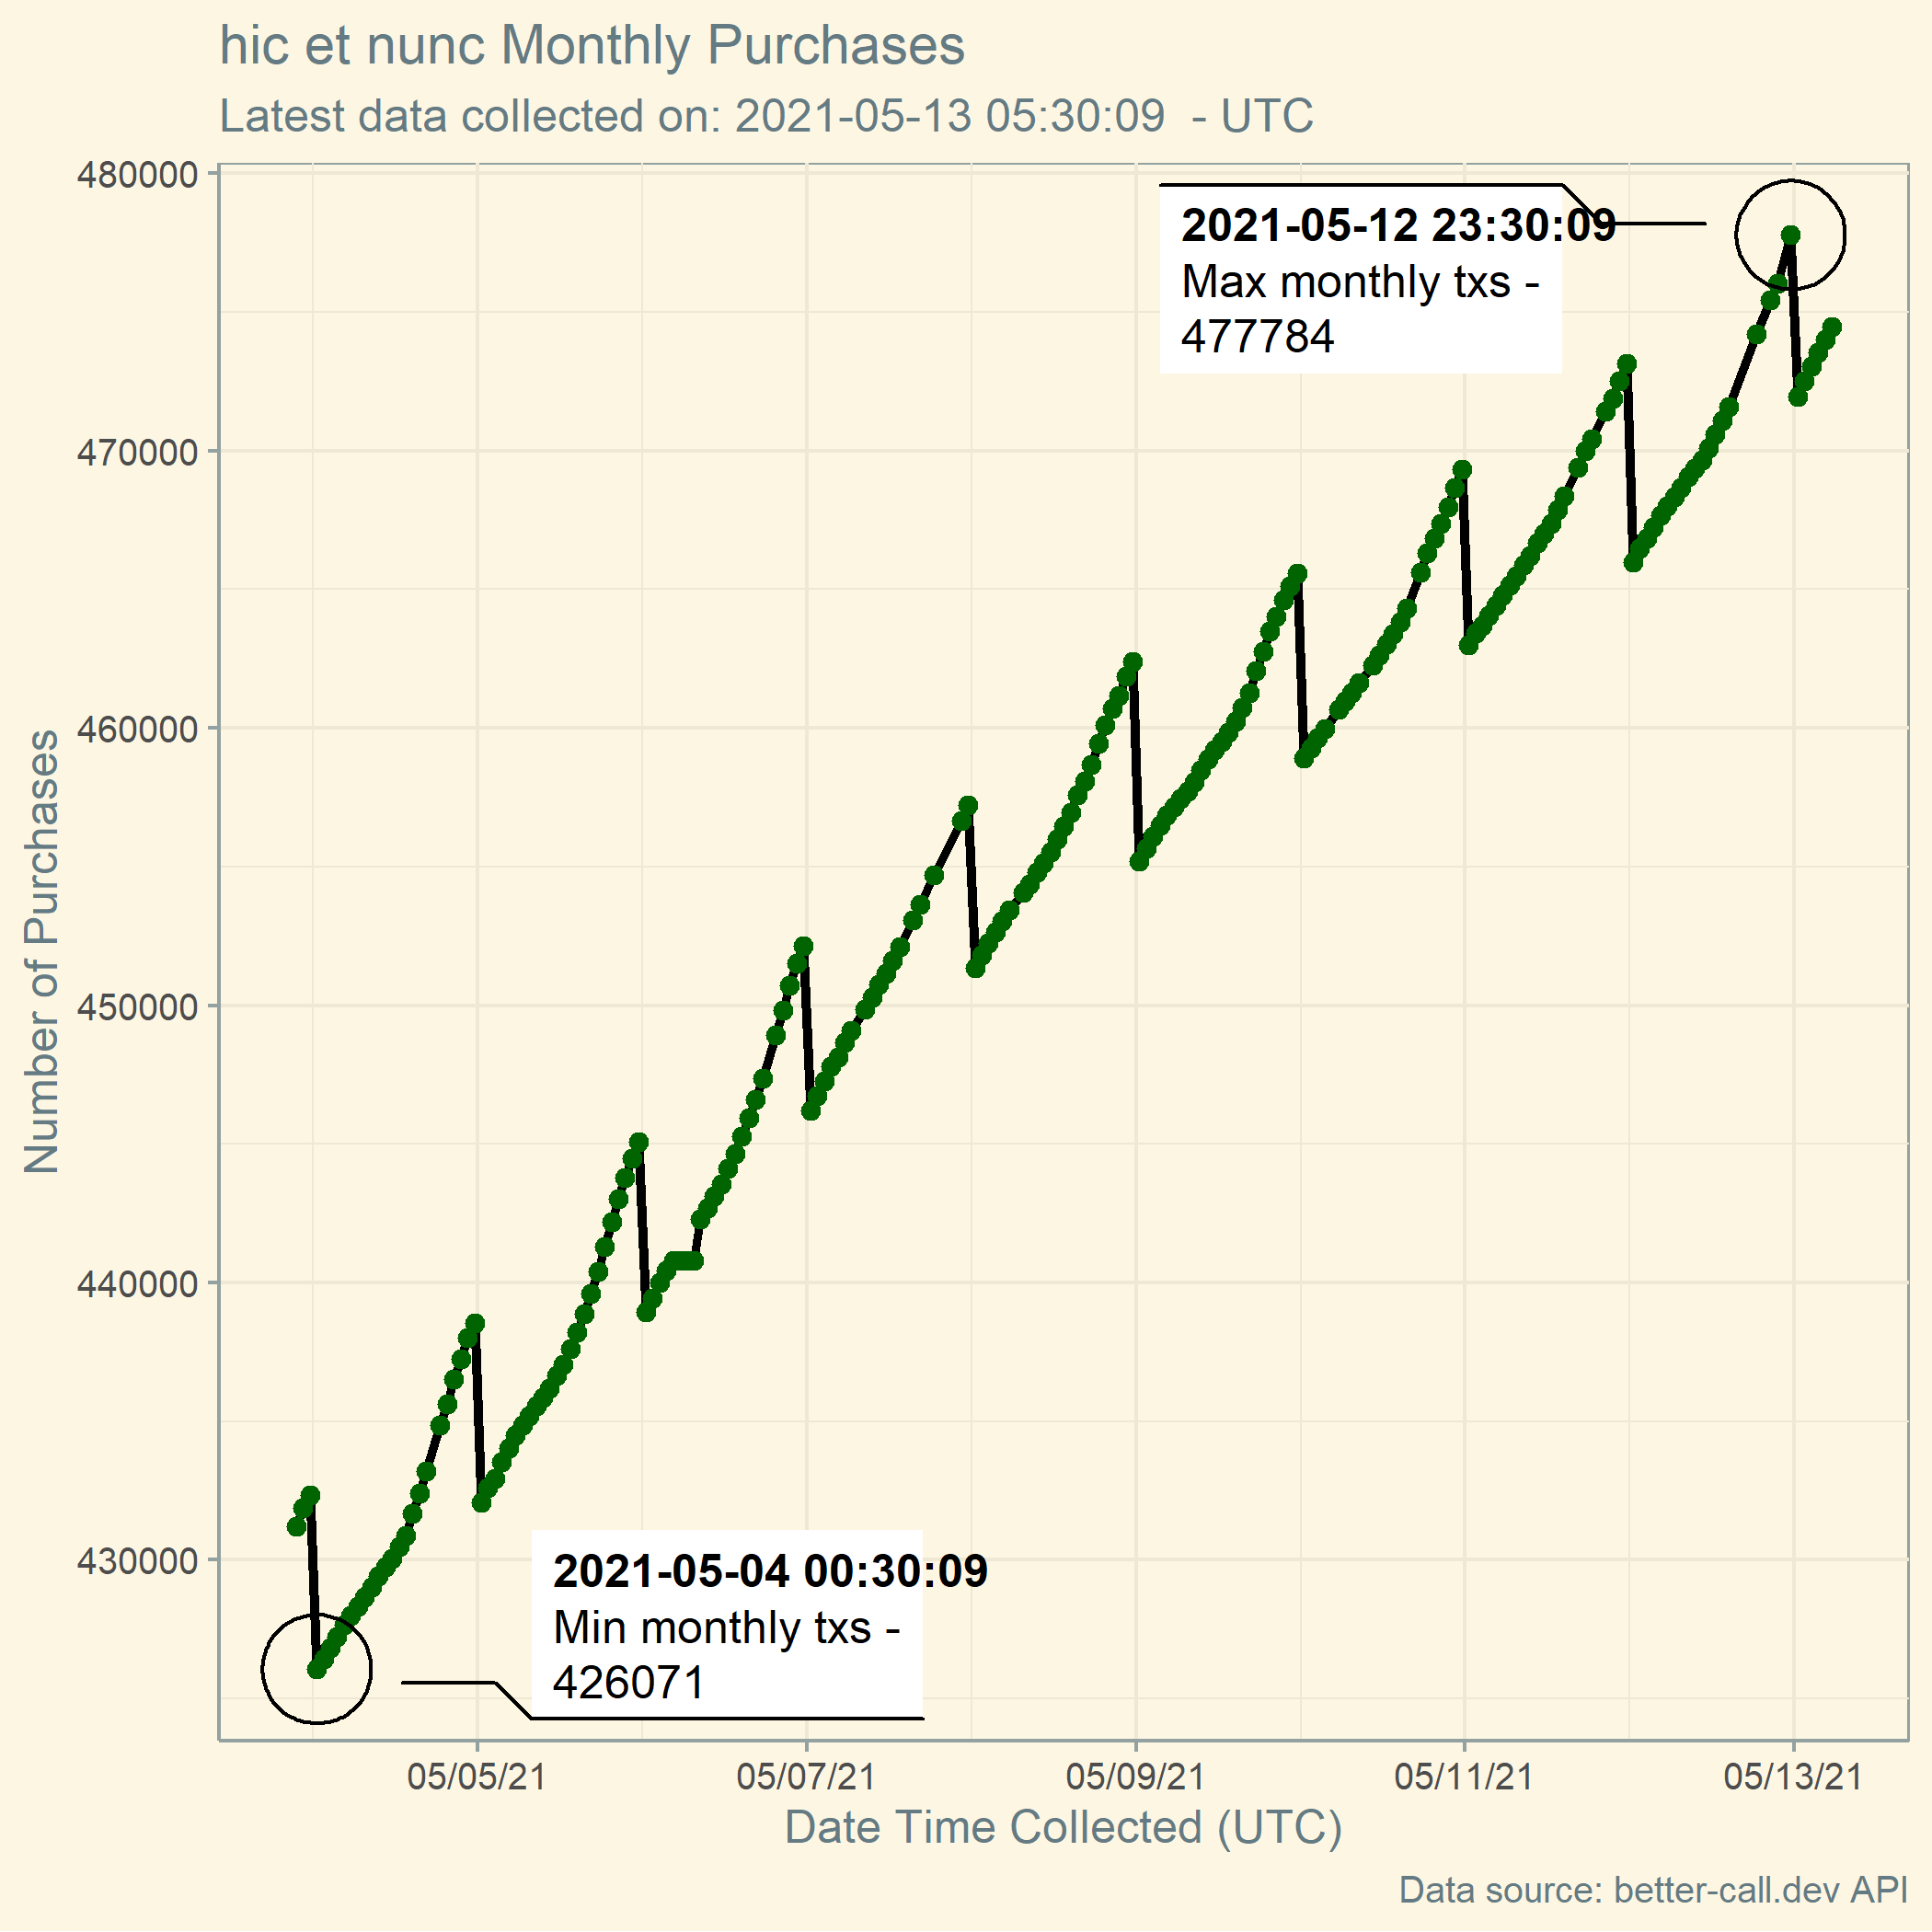 hic et nunc Monthly Purchases
Latest data collected on: 2021-05-13 05:30:09  - UTC
480000
470000
460000
450000
440000
430000
Number of Purchases
2021-05-12 23:30:09
Max monthly txs -
477784
2021-05-04 00:30:09
Min monthly txs -
426071
05/05/21
05/07/21
05/09/21
05/11/21
05/13/21
Date Time Collected (UTC)
Data source: better-call.dev API